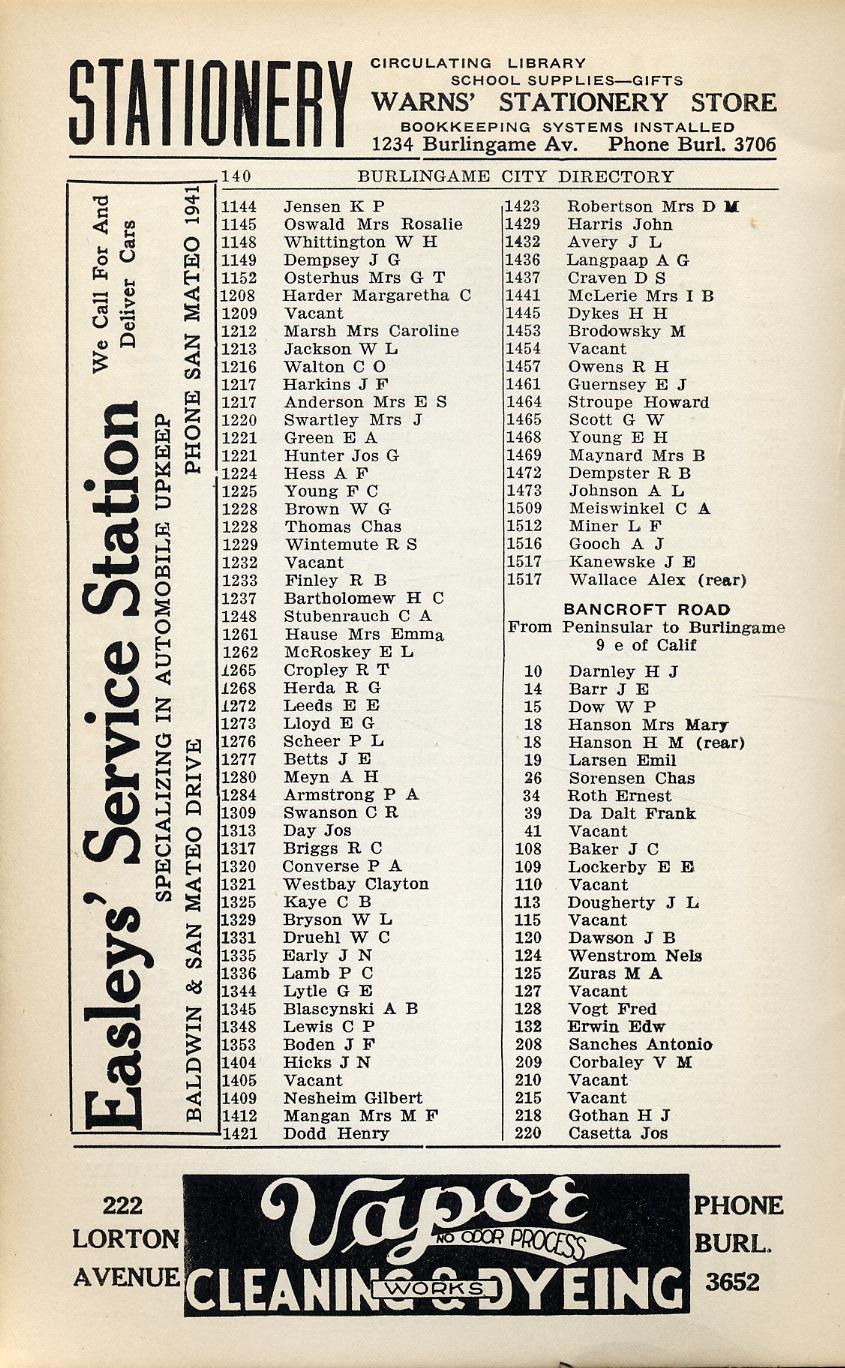 STATIONERY
CIRCULATING LIBRARY
SCHOOL SUPPLIES—GIFTS
WARNS' STATIONERY STORE
BOOKKEEPING SYSTEMS INSTALLED
1234 Burlingame Av. Phone Burl. 3706
Easleys' Service Station
We Call For And
Deliver Cars
SPECIALIZING IN AUTOMOBILE UPKEEP
BALDWIN & SAN MATEO DRIVE PHONE SAN MATEO 1941
140 BURLINGAME CITY DIRECTORY
1144 Jensen K P
1145 Oswald Mrs Rosalie
1148 Whittington W H
1149 Dempsey J G
1152 Osterhus Mrs G T
1208 Harder Margaretha C
1209 Vacant
1212 Marsh Mrs Caroline
1213 Jackson W L
1216 Walton C O
1217 Harkins J F
1217 Anderson Mrs E S
1220 Swartley Mrs J
1221 Green E A
1221 Hunter Jos G
1224 Hess A F
1225 Young F C
1228 Brown W G
1228 Thomas Chas
1229 Wintemute R S
1232 Vacant
1233 Finley R B
1237 Bartholomew H C
1248 Stubenrauch C A
1261 Hause Mrs Emma
1262 McRoskey E L
1265 Cropley R T
1268 Herda R G
1272 Leeds E E
1273 Lloyd E G
1276 Scheer P L
1277 Betts J E
1280 Meyn A H
1284 Armstrong P A
1309 Swanson C R
1313 Day Jos
1317 Briggs R C
1320 Converse P A
1321 Westbay Clayton
1325 Kaye C B
1329 Bryson W L
1331 Druehl W C
1335 Early J N
1336 Lamb P C
1344 Lytle G E
1345 Blascynski A B
1348 Lewis C P
1353 Boden J F
1404 Hicks J N
1405 Vacant
1409 Nesheim Gilbert
1412 Mangan Mrs M F
1421 Dodd Henry
1423 Robertson Mrs D M
1429 Harris John
1432 Avery J L
1436 Langpaap A G
1437 Craven D S
1441 McLerie Mrs I B
1445 Dykes H H
1453 Brodowsky M
1454 Vacant
1457 Owens R H
1461 Guernsey E J
1464 Stroupe Howard
1465 Scott G W
1468 Young E H
1469 Maynard Mrs B
1472 Dempster R B
1473 Johnson A L
1509 Meiswinkel C A
1512 Miner L F
1516 Gooch A J
1517 Kanewske J E
1517 Wallace Alex (rear)
BANCROFT ROAD
From Peninsular to Burlingame
9 e of Calif
10 Darnley H J
14 Barr J E
15 Dow W P
18 Hanson Mrs Mary
18 Hanson H M (rear)
19 Larsen Emil
26 Sorensen Chas
34 Roth Ernest
39 Da Dalt Frank
41 Vacant
108 Baker J C
109 Lockerby E E
110 Vacant
113 Dougherty J L
115 Vacant
120 Dawson J B
124 Wenstrom Nels
125 Zuras M A
127 Vacant
128 Vogt Fred
132 Erwin Edw
208 Sanches Antonio
209 Corbaley V M
210 Vacant
215 Vacant
218 Gothan H J
220 Casetta Jos
222
LORTON
AVENUE
Vapor
NO ODOR PROCESS
CLEANING & DYEING
WORKS
PHONE
BURL.
3652